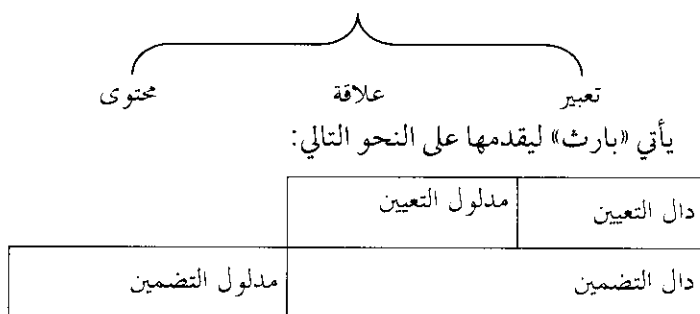 تعبير علاقة محتوى
يأتي «بارث» ليقدمها على النحو التالي:
دال التعيين مدلول التعيين
دال التضمين مدلول التضمين